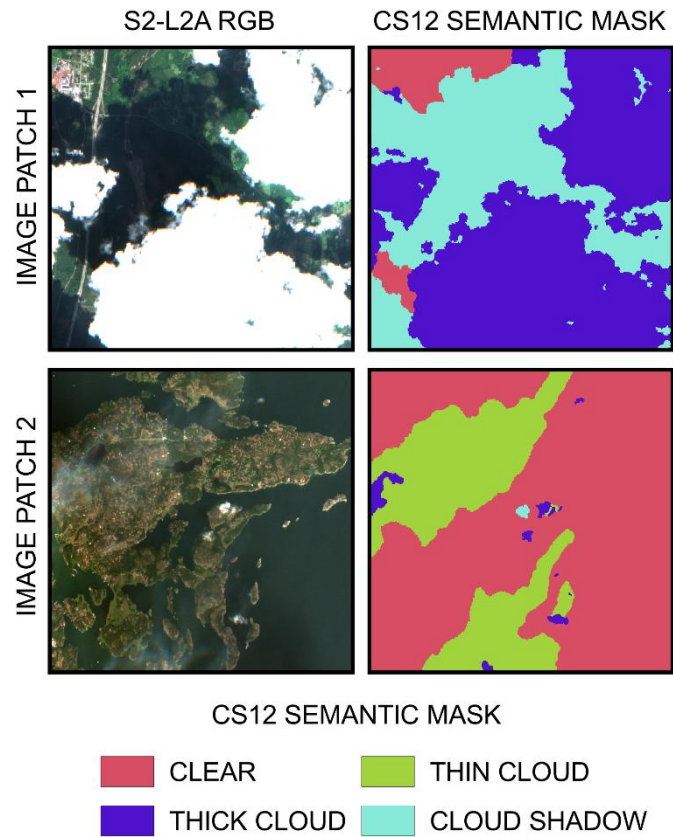 S2-L2A RGB
CS12 SEMANTIC MASK
IMAGE PATCH 1
IMAGE PATCH 2
CS12 SEMANTIC MASK
CLEAR
THIN CLOUD
THICK CLOUD
CLOUD SHADOW